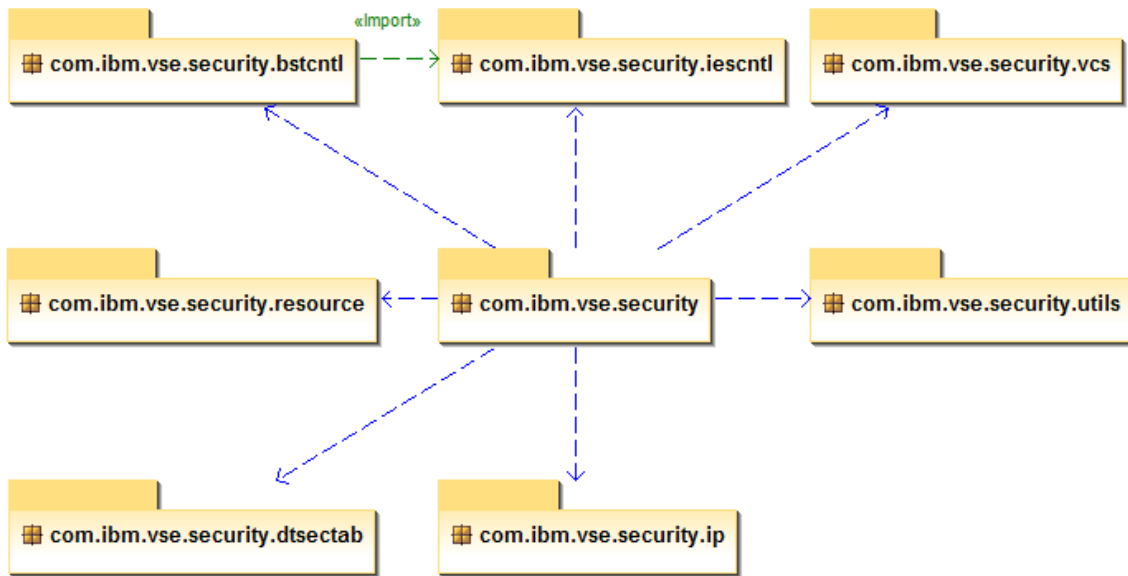 «Import»
com.ibm.vse.security.bstcntl
com.ibm.vse.security.iescntl
com.ibm.vse.security.vcs
com.ibm.vse.security.resource
com.ibm.vse.security
com.ibm.vse.security.utils
com.ibm.vse.security.dtsectab
com.ibm.vse.security.ip